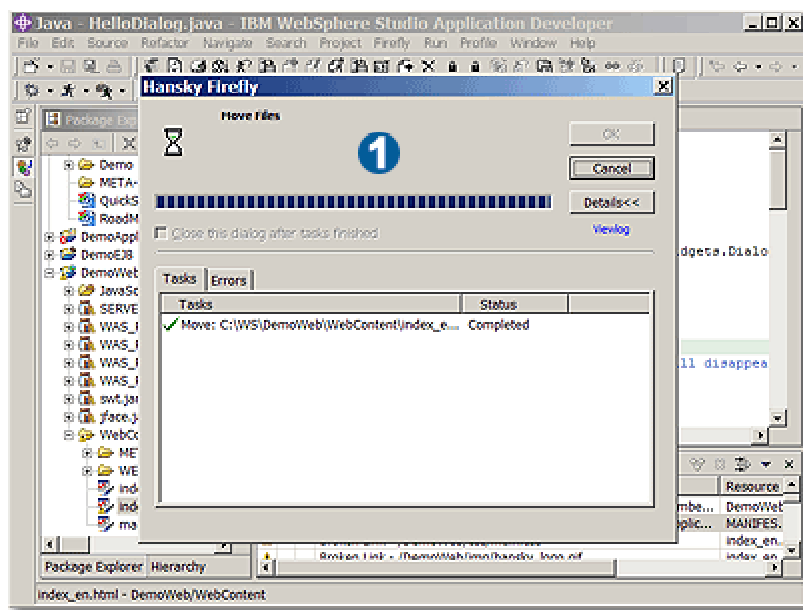 Java - HelloDialog.java - IBM WebSphere Studio Application Developer
File Edit Source Refactor Navigate Search Project Firefly Run Profile Window Help
Hansky Firefly
Package Exp
Move Files
1
OK
Cancel
Details<<
Close this dialog after tasks finished
Viewlog
Tasks Errors
Tasks Status
Move: C:\WS\DemoWeb\WebContent\index_e... Completed
Demo
META-
QuickS
RoadM
DemoAppl
DemoEJB
DemoWeb
JavaSc
SERVE
WAS_
WAS_
WAS_
WAS_
swt.jar
jface.j
WebCo
ME
WE
ind
ind
ma
dgets.Dialo
ll disappea
Resource
mbe... DemoWeb
plic... MANIFES.
index_en.
Broken Link - /DemoWeb/img/hansky_logo.gif index_en
Package Explorer Hierarchy
index_en.html - DemoWeb/WebContent